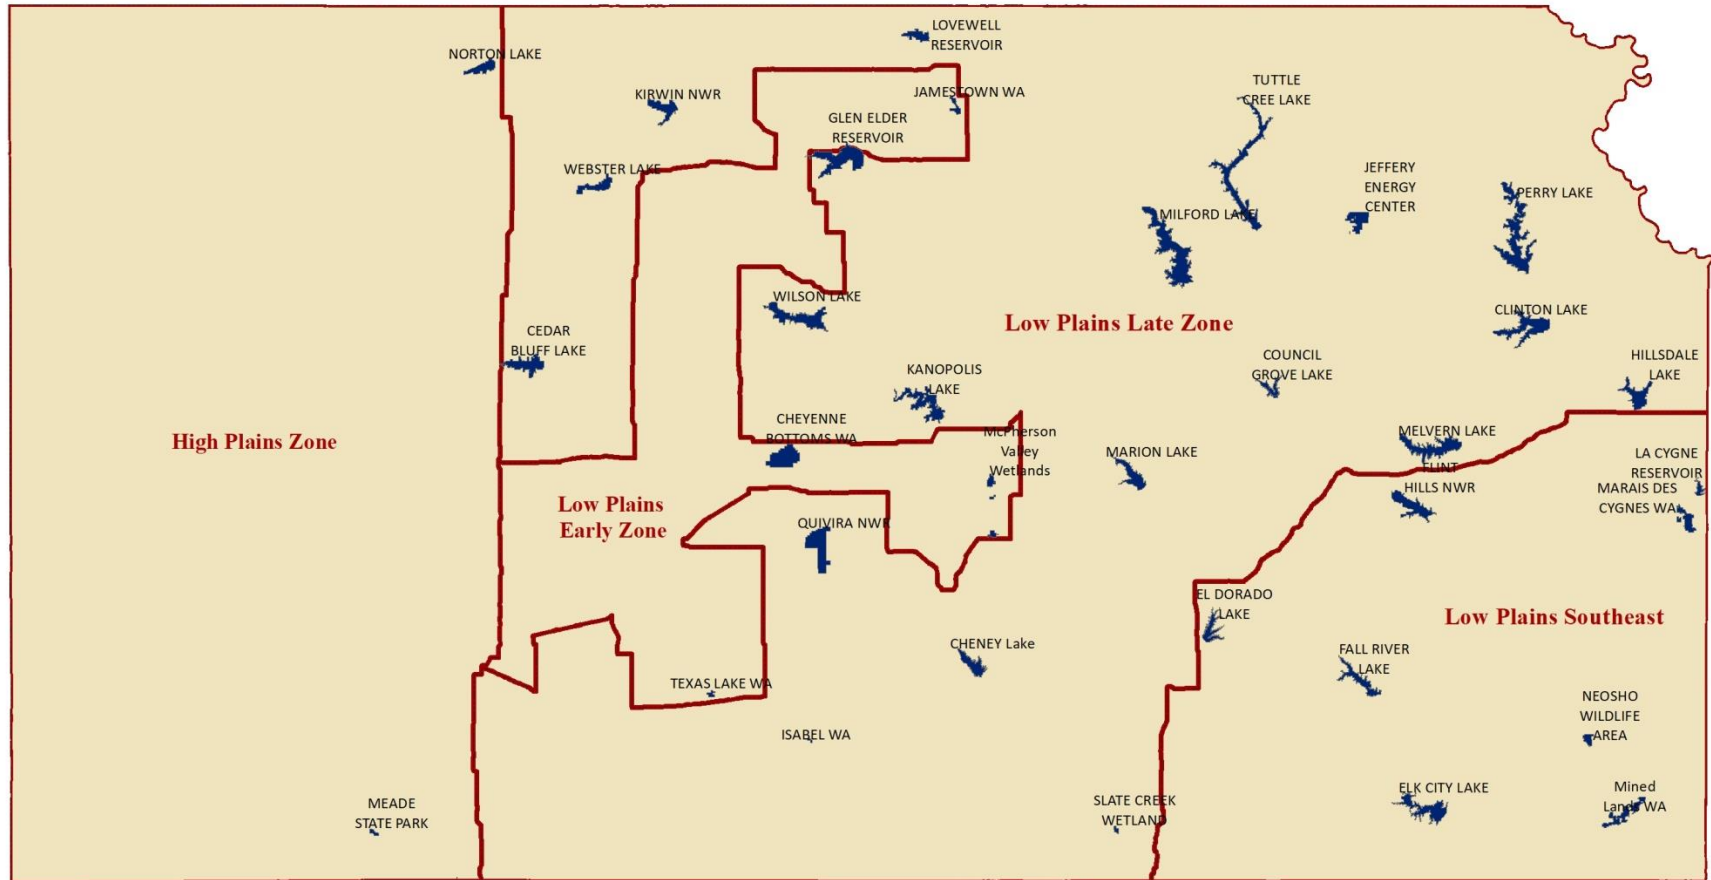 LOVEWELL
RESERVOIR
NORTON LAKE
KIRWIN NWR
JAMESTOWN WA
TUTTLE
CREE LAKE
GLEN ELDER
RESERVOIR
WEBSTER LAKE
JEFFERY
ENERGY
CENTER
PERRY LAKE
MILFORD LAKE
WILSON LAKE
Low Plains Late Zone
CLINTON LAKE
CEDAR
BLUFF LAKE
COUNCIL
GROVE LAKE
HILLSDALE
LAKE
KANOPOLIS
LAKE
High Plains Zone
CHEYENNE
BOTTOMS WA
McPherson
Valley
Wetlands
MARION LAKE
MELVERN LAKE
FLINT
HILLS NWR
LA CYGNE
RESERVOIR
MARAIS DES
CYGNES WA
Low Plains
Early Zone
QUIVIRA NWR
EL DORADO
LAKE
Low Plains Southeast
CHENEY Lake
FALL RIVER
LAKE
TEXAS LAKE WA
NEOSHO
WILDLIFE
AREA
ISABEL WA
MEADE
STATE PARK
SLATE CREEK
WETLAND
ELK CITY LAKE
Mined
Lands WA